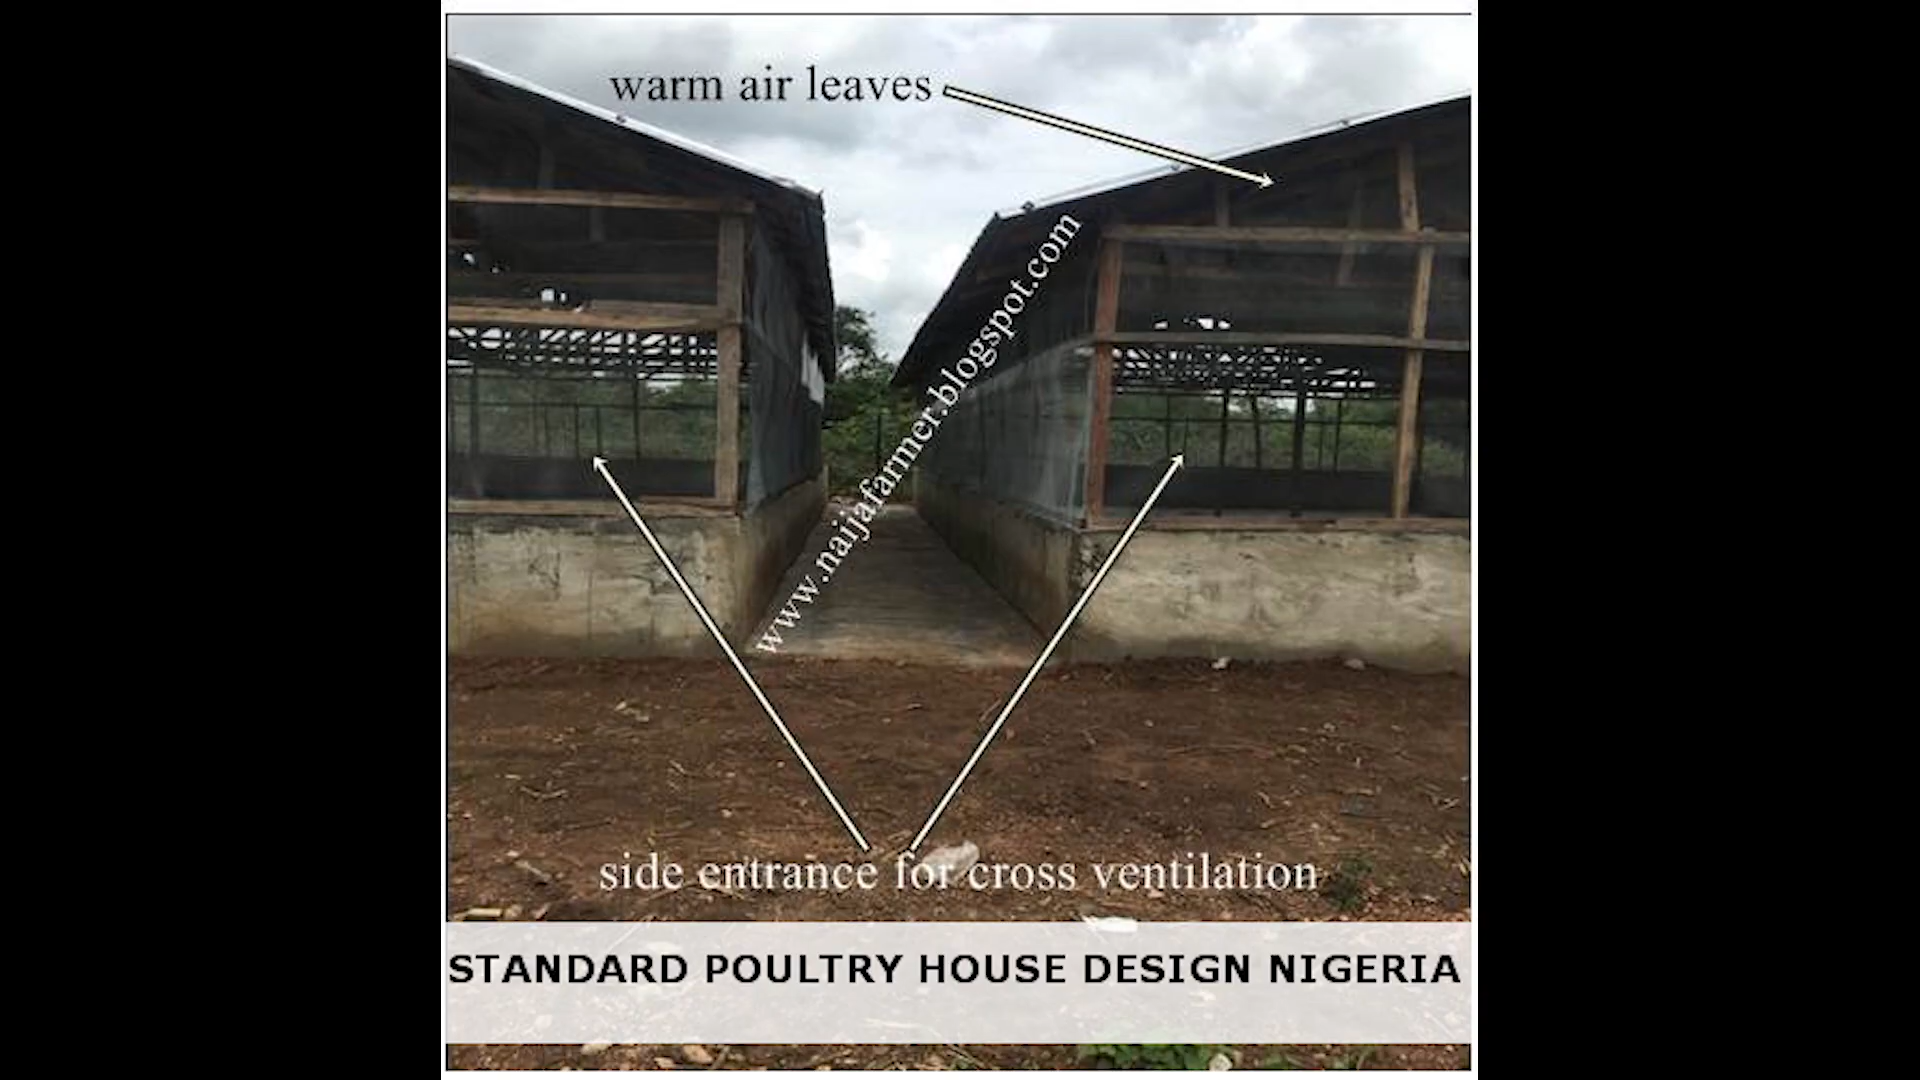 warm air leaves
www.naijafarmer.blogspot.com
side entrance for cross ventilation
STANDARD POULTRY HOUSE DESIGN NIGERIA